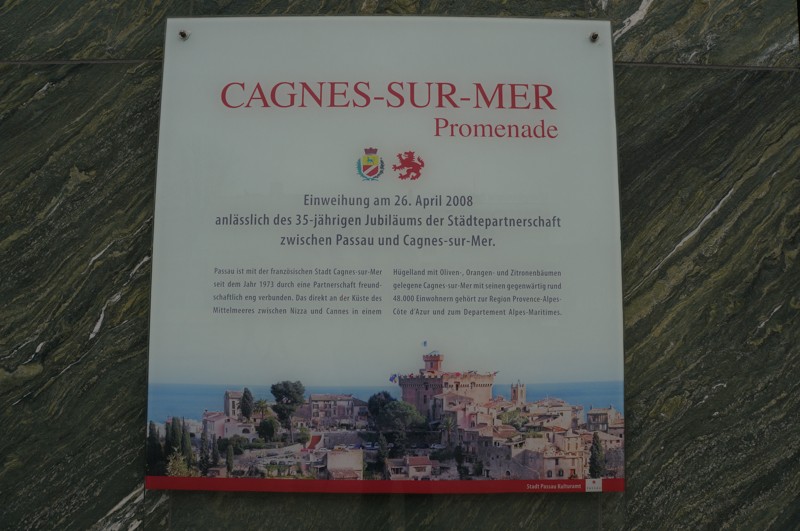 CAGNES-SUR-MER
Promenade
Einweihung am 26. April 2008
anlässlich des 35-jährigen Jubiläums der Städtepartnerschaft
zwischen Passau und Cagnes-sur-Mer.
Passau ist mit der französischen Stadt Cagnes-sur-Mer
seit dem Jahr 1973 durch eine Partnerschaft freund-
schaftlich eng verbunden. Das direkt an der Küste des
Mittelmeeres zwischen Nizza und Cannes in einem
Hügelland mit Oliven-, Orangen- und Zitronenbäumen
gelegene Cagnes-sur-Mer mit seinen gegenwärtig rund
48.000 Einwohnern gehört zur Region Provence-Alpes-
Côte d'Azur und zum Departement Alpes-Maritimes.
Stadt Passau Kulturamt